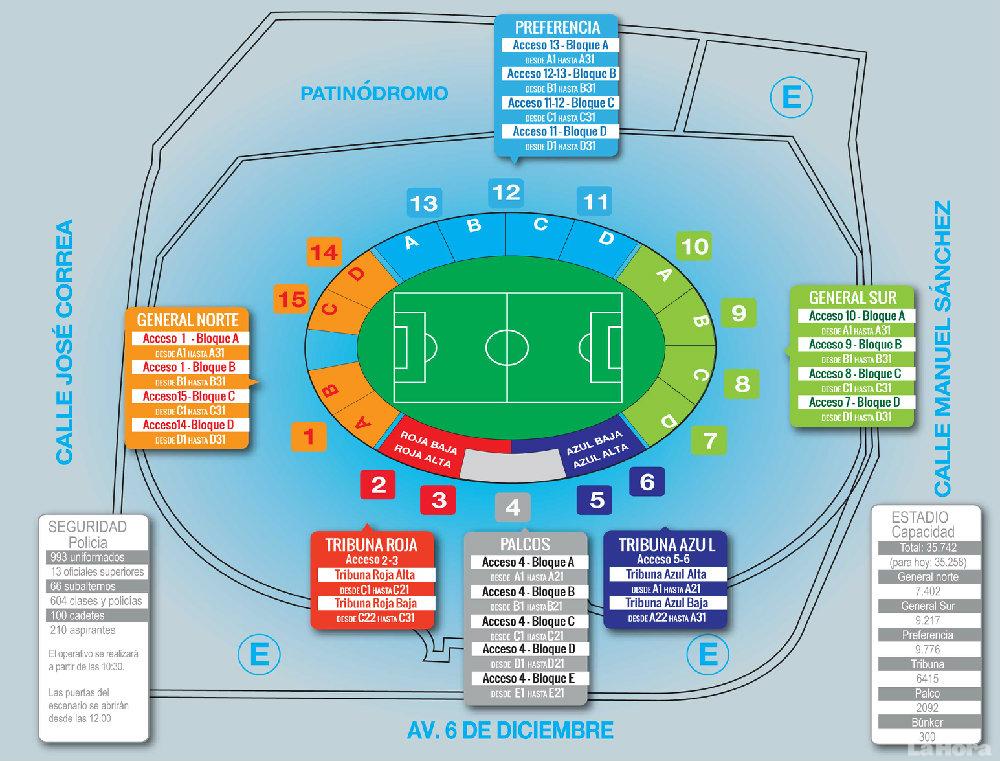 PREFERENCIA
Acceso 13 - Bloque A
DESDE A1 HASTA A31
Acceso 12-13 - Bloque B
DESDE B1 HASTA B31
Acceso 11-12 - Bloque C
DESDE C1 HASTA C31
Acceso 11 - Bloque D
DESDE D1 HASTA D31
PATINÓDROMO
E
CALLE JOSÉ CORREA
CALLE MANUEL SÁNCHEZ
13
12
11
14
10
15
9
8
1
7
2
3
4
5
6
A
B
C
D
D
C
B
A
A
B
C
D
ROJA BAJA
ROJA ALTA
AZUL BAJA
AZUL ALTA
GENERAL NORTE
Acceso 1 - Bloque A
DESDE A1 HASTA A31
Acceso 1 - Bloque B
DESDE B1 HASTA B31
Acceso15 - Bloque C
DESDE C1 HASTA C31
Acceso14 - Bloque D
DESDE D1 HASTA D31
GENERAL SUR
Acceso 10 - Bloque A
DESDE A1 HASTA A31
Acceso 9 - Bloque B
DESDE B1 HASTA B31
Acceso 8 - Bloque C
DESDE C1 HASTA C31
Acceso 7 - Bloque D
DESDE D1 HASTA D31
SEGURIDAD
Policia
993 uniformados
13 oficiales superiores
66 subalternos
604 clases y policías
100 cadetes
210 aspirantes
El operativo se realizará
a partir de las 10:30.
Las puertas del
escenario se abrirán
desde las 12:00
TRIBUNA ROJA
Acceso 2-3
Tribuna Roja Alta
DESDE C1 HASTA C21
Tribuna Roja Baja
DESDE C22 HASTA C31
PALCOS
Acceso 4 - Bloque A
DESDE A1 HASTA A21
Acceso 4 - Bloque B
DESDE B1 HASTA B21
Acceso 4 - Bloque C
DESDE C1 HASTA C21
Acceso 4 - Bloque D
DESDE D1 HASTA D21
Acceso 4 - Bloque E
DESDE E1 HASTA E21
TRIBUNA AZUL
Acceso 5-6
Tribuna Azul Alta
DESDE A1 HASTA A21
Tribuna Azul Baja
DESDE A22 HASTA A31
ESTADIO
Capacidad
Total: 35.742
(para hoy: 35.258)
General norte
7.402
General Sur
9.217
Preferencia
9.776
Tribuna
6415
Palco
2092
Búnker
300
E
E
AV. 6 DE DICIEMBRE
La Hora